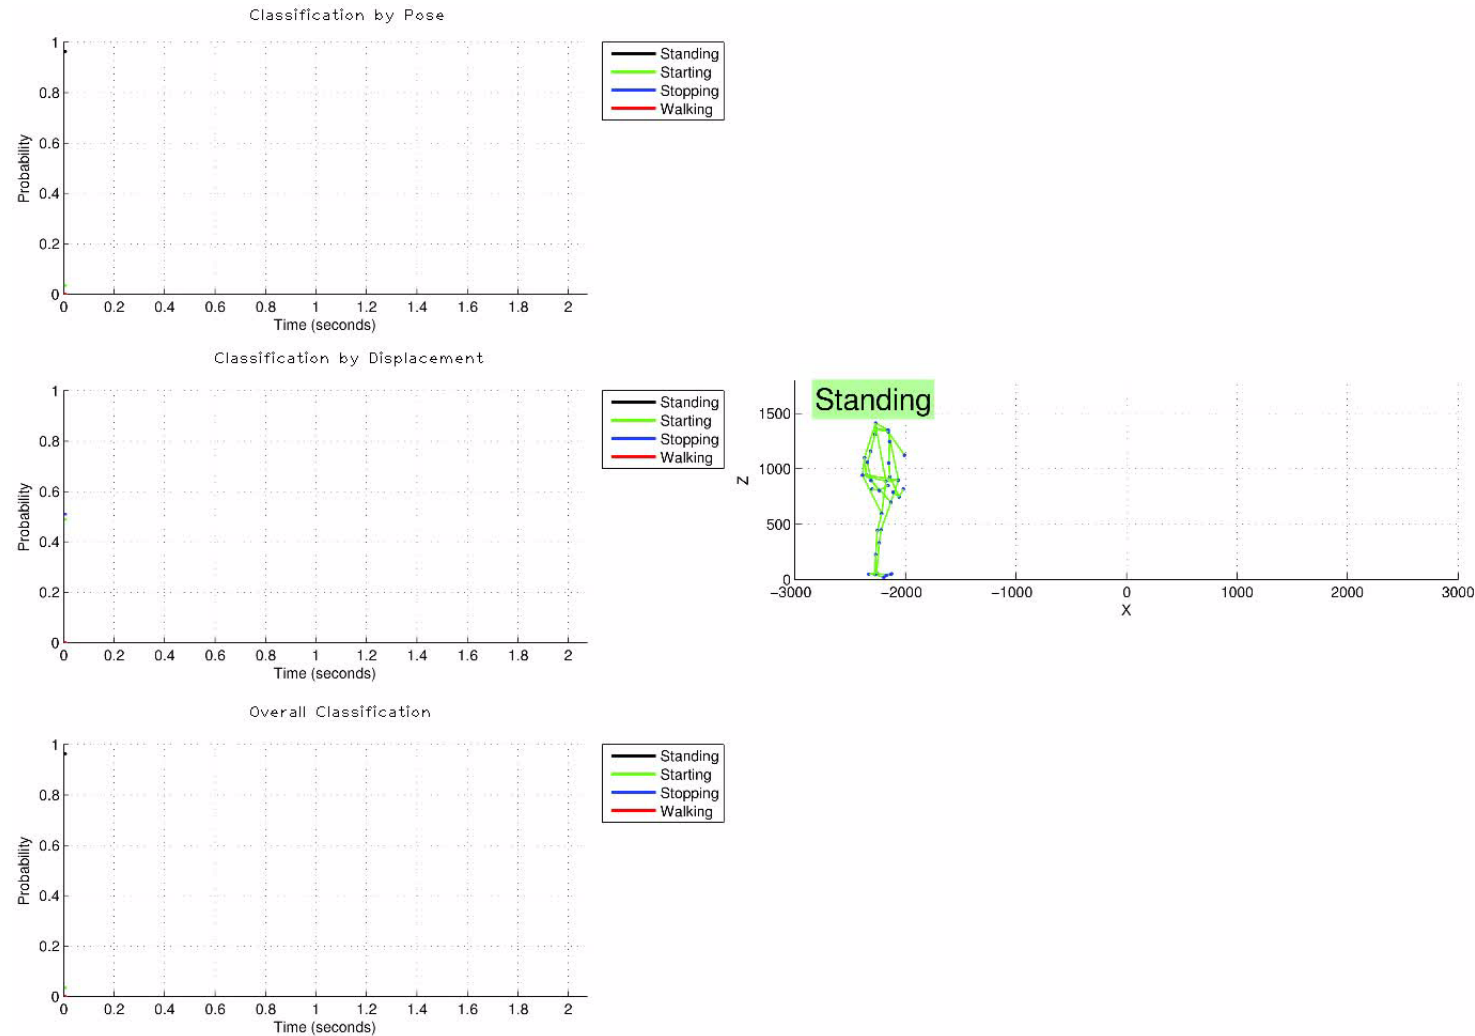 Classification by Pose
1
0.8
0.6
0.4
0.2
0
Probability
0 0.2 0.4 0.6 0.8 1 1.2 1.4 1.6 1.8 2
Time (seconds)
Standing
Starting
Stopping
Walking
Classification by Displacement
1
0.8
0.6
0.4
0.2
0
Probability
0 0.2 0.4 0.6 0.8 1 1.2 1.4 1.6 1.8 2
Time (seconds)
Standing
Starting
Stopping
Walking
Standing
1500
1000
500
0
Z
−3000 −2000 −1000 0 1000 2000 3000
X
Overall Classification
1
0.8
0.6
0.4
0.2
0
Probability
0 0.2 0.4 0.6 0.8 1 1.2 1.4 1.6 1.8 2
Time (seconds)
Standing
Starting
Stopping
Walking